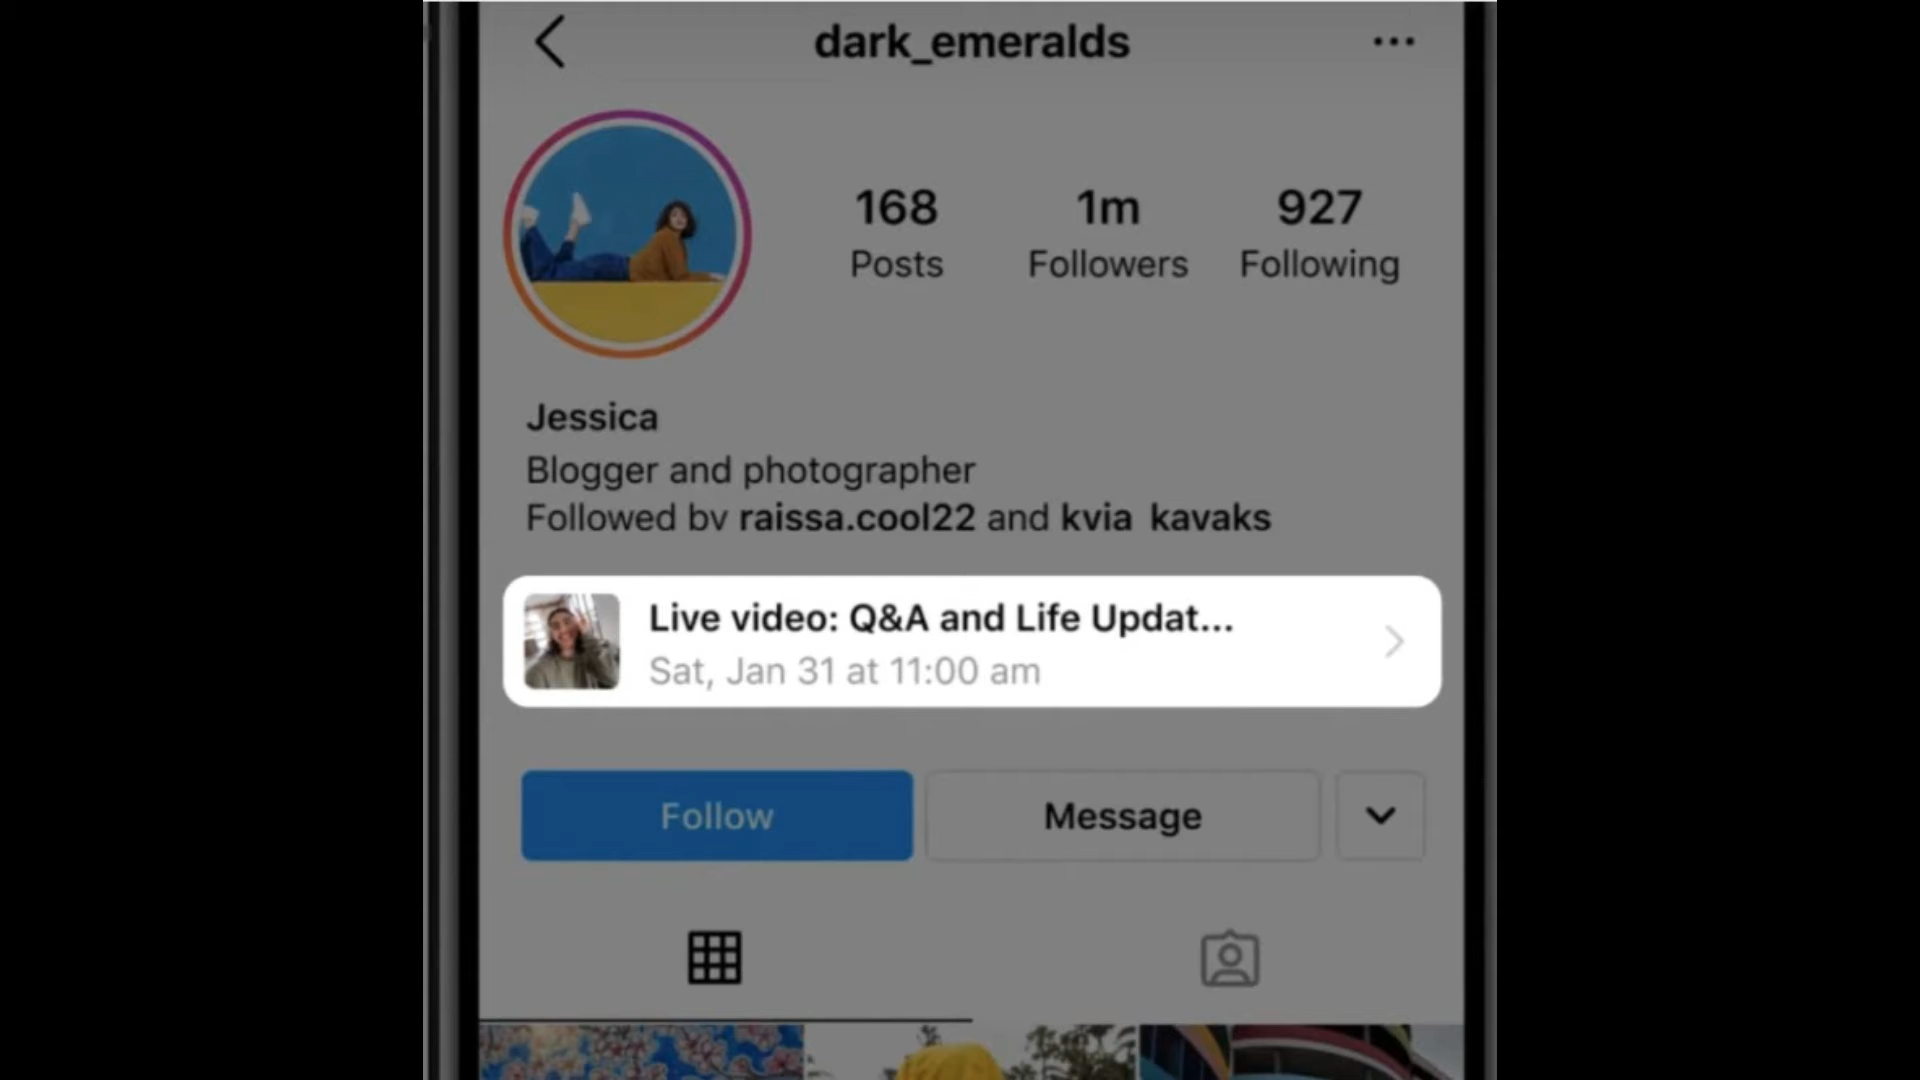 dark_emeralds
168 1m 927
Posts Followers Following
Jessica
Blogger and photographer
Followed by raissa.cool22 and kvia kavaks
Live video: Q&A and Life Updat...
Sat, Jan 31 at 11:00 am
Follow Message